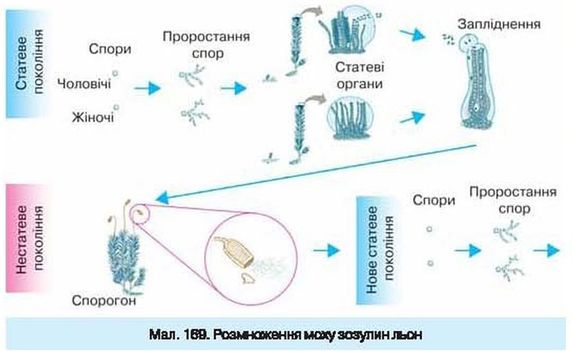 Статеве
покоління
Спори
Чоловічі
Жіночі
Проростання
спор
Статеві
органи
Запліднення
Нестатеве
покоління
Спорогон
Нове статеве
покоління
Спори
Проростання
спор
Мал. 169. Розмноження моху зозулин льон